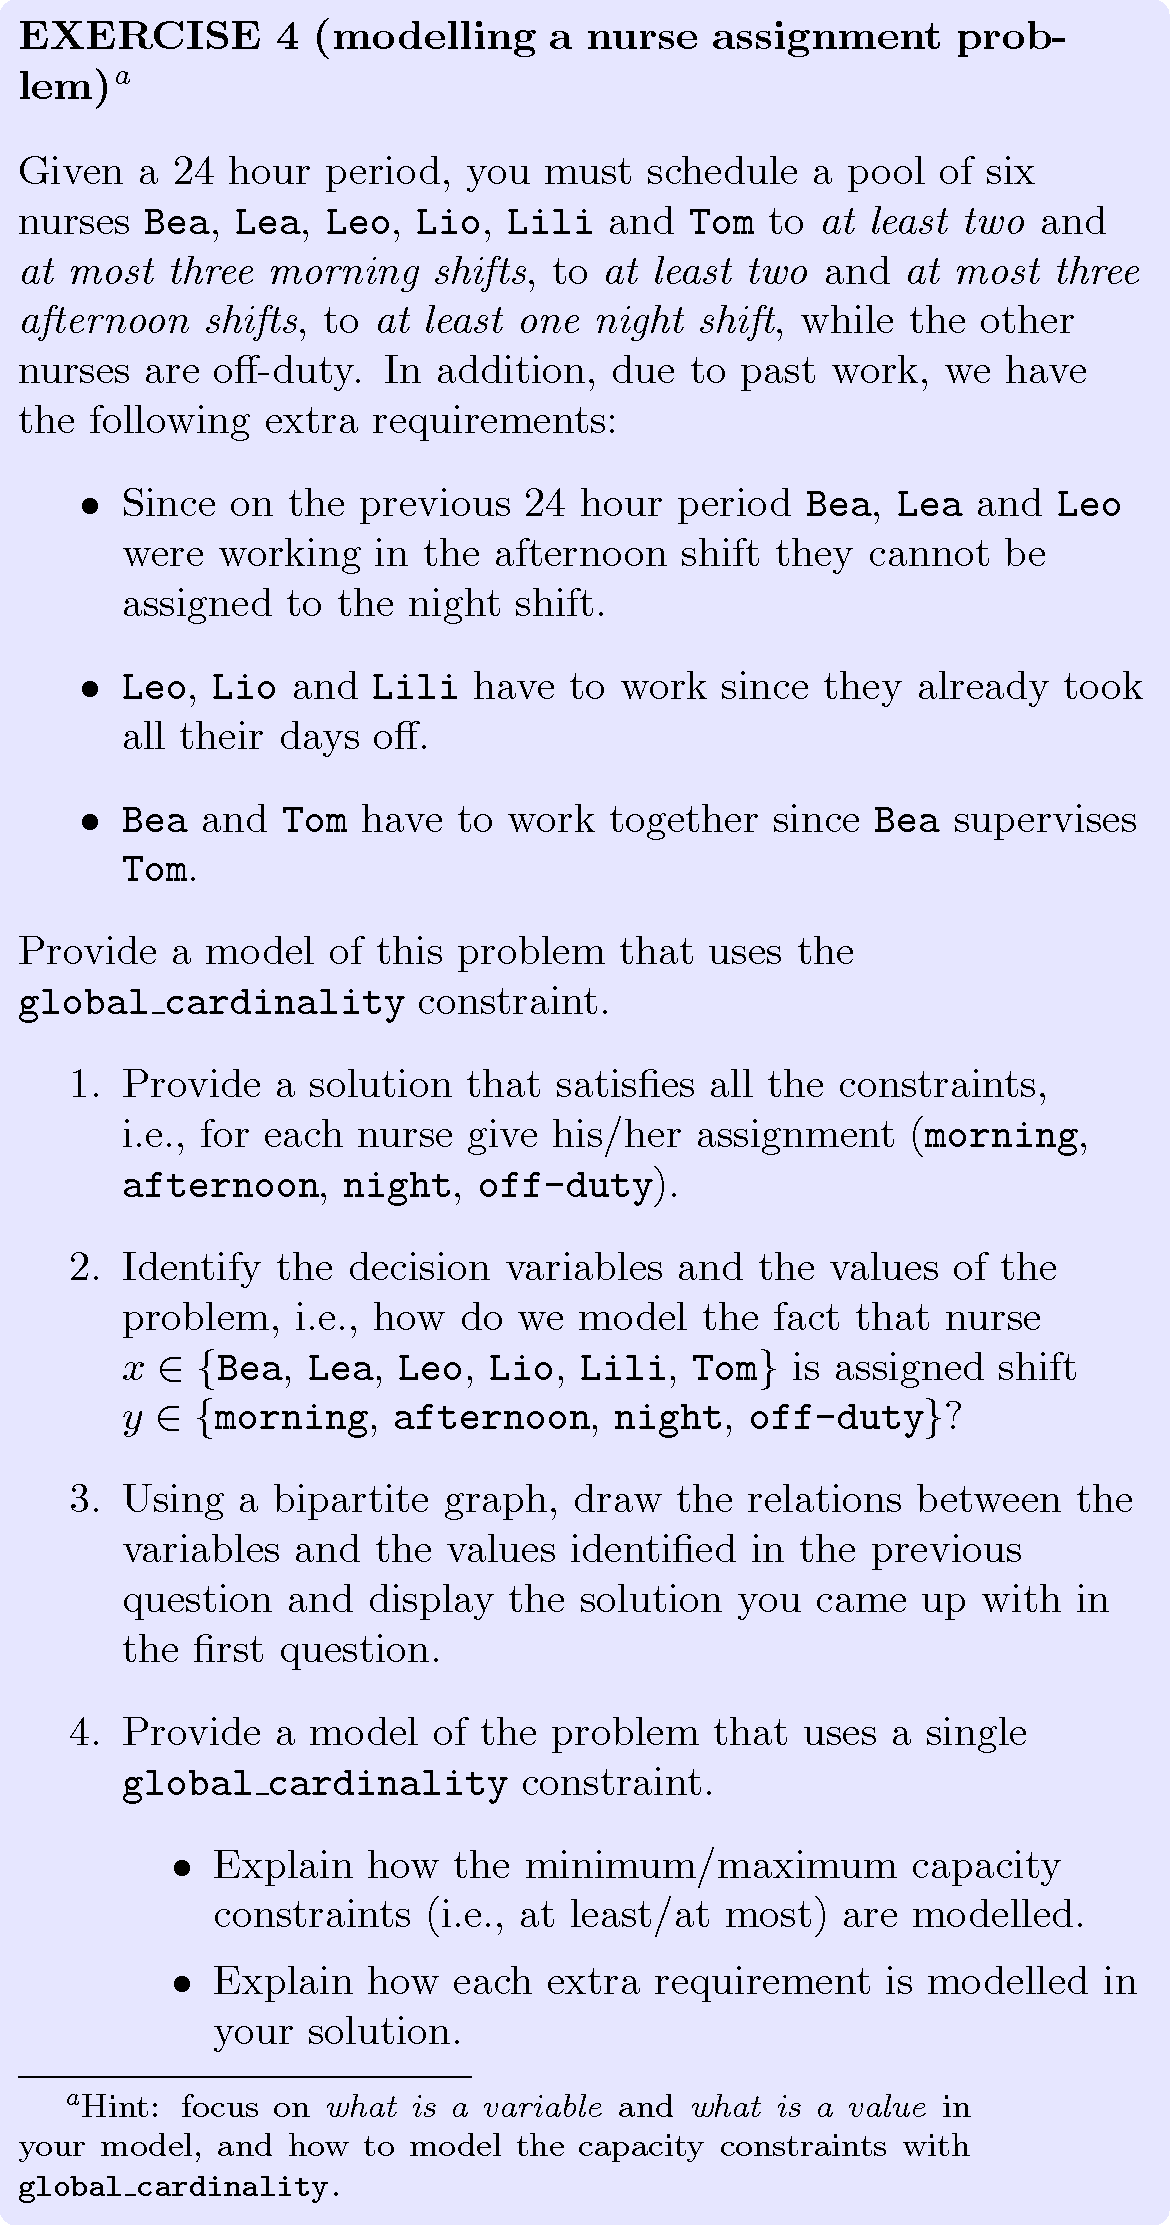 EXERCISE 4 (modelling a nurse assignment prob-
lem)a
Given a 24 hour period, you must schedule a pool of six
nurses Bea, Lea, Leo, Lio, Lili and Tom to at least two and
at most three morning shifts, to at least two and at most three
afternoon shifts, to at least one night shift, while the other
nurses are off-duty. In addition, due to past work, we have
the following extra requirements:
• Since on the previous 24 hour period Bea, Lea and Leo
were working in the afternoon shift they cannot be
assigned to the night shift.
• Leo, Lio and Lili have to work since they already took
all their days off.
• Bea and Tom have to work together since Bea supervises
Tom.
Provide a model of this problem that uses the
global_cardinality constraint.
1. Provide a solution that satisfies all the constraints,
i.e., for each nurse give his/her assignment (morning,
afternoon, night, off-duty).
2. Identify the decision variables and the values of the
problem, i.e., how do we model the fact that nurse
x ∈ {Bea, Lea, Leo, Lio, Lili, Tom} is assigned shift
y ∈ {morning, afternoon, night, off-duty}?
3. Using a bipartite graph, draw the relations between the
variables and the values identified in the previous
question and display the solution you came up with in
the first question.
4. Provide a model of the problem that uses a single
global_cardinality constraint.
• Explain how the minimum/maximum capacity
constraints (i.e., at least/at most) are modelled.
• Explain how each extra requirement is modelled in
your solution.
aHint: focus on what is a variable and what is a value in
your model, and how to model the capacity constraints with
global_cardinality.